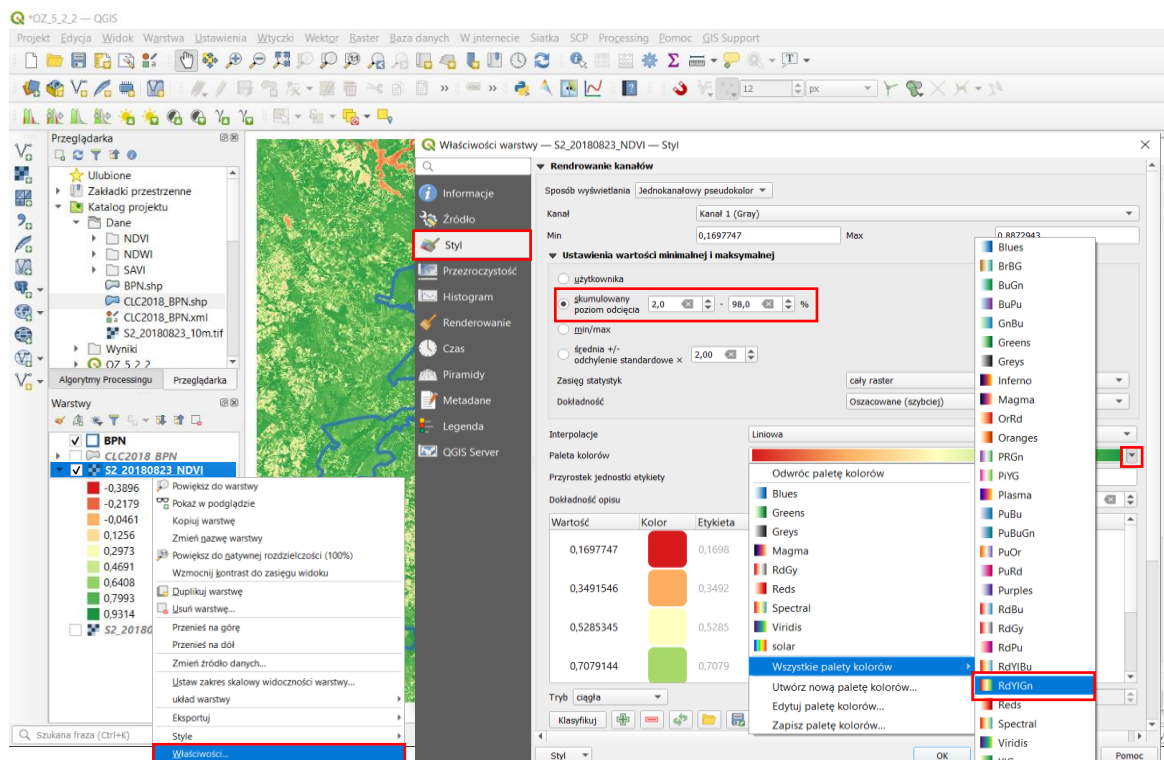 *OZ_5_2_2 — QGIS
Projekt Edycja Widok Warstwa Ustawienia Wtyczki Wektor Raster Baza danych W internecie Siatka SCP Processing Pomoc GIS Support
12 px
Przeglądarka
Ulubione
Zakładki przestrzenne
Katalog projektu
Dane
NDVI
NDWI
SAVI
BPN.shp
CLC2018_BPN.shp
CLC2018_BPN.xml
S2_20180823_10m.tif
Wyniki
OZ_5_2_2
Algorytmy Processingu Przeglądarka
Warstwy
BPN
CLC2018_BPN
S2_20180823_NDVI
-0,3896
-0,2179
-0,0461
0,1256
0,2973
0,4691
0,6408
0,7993
0,9314
S2_20180
Powiększ do warstwy
Pokaż w podglądzie
Kopiuj warstwę
Zmień nazwę warstwy
Powiększ do natywnej rozdzielczości (100%)
Wzmocnij kontrast do zasięgu widoku
Duplikuj warstwę
Usuń warstwę...
Przenieś na górę
Przenieś na dół
Zmień źródło danych...
Ustaw zakres skalowy widoczności warstwy...
układ warstwy
Eksportuj
Style
Właściwości...
Szukana fraza (Ctrl+K)
Właściwości warstwy — S2_20180823_NDVI — Styl
Informacje
Źródło
Styl
Przezroczystość
Histogram
Renderowanie
Czas
Piramidy
Metadane
Legenda
QGIS Server
Rendrowanie kanałów
Sposób wyświetlania Jednokanałowy pseudokolor
Kanał Kanał 1 (Gray)
Min 0,1697747 Max 0,8872943
Ustawienia wartości minimalnej i maksymalnej
użytkownika
skumulowany
poziom odcięcia 2,0 - 98,0 %
min/max
średnia +/-
odchylenie standardowe × 2,00
Zasięg statystyk cały raster
Dokładność Oszacowane (szybciej)
Interpolacje Liniowa
Paleta kolorów
Przyrostek jednostki etykiety
Dokładność opisu
Wartość Kolor Etykieta
0,1697747 0,1698
0,3491546 0,3492
0,5285345 0,5285
0,7079144 0,7079
Tryb ciągła
Klasyfikuj
Styl OK Pomoc
Odwróc paletę kolorów
Blues
Greens
Greys
Magma
RdGy
Reds
Spectral
Viridis
solar
Wszystkie palety kolorów
Utwórz nową paletę kolorów...
Edytuj paletę kolorów...
Zapisz paletę kolorów...
Blues
BrBG
BuGn
BuPu
GnBu
Greens
Greys
Inferno
Magma
OrRd
Oranges
PRGn
PiYG
Plasma
PuBu
PuBuGn
PuOr
PuRd
Purples
RdBu
RdGy
RdPu
RdYlBu
RdYlGn
Reds
Spectral
Viridis